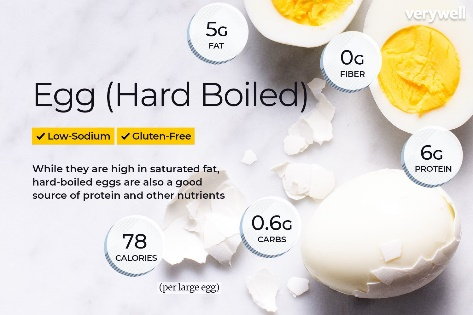 verywell
5G
FAT
0G
FIBER
Egg (Hard Boiled)
✓ Low-Sodium ✓ Gluten-Free
6G
PROTEIN
While they are high in saturated fat,
hard-boiled eggs are also a good
source of protein and other nutrients
0.6G
CARBS
78
CALORIES
(per large egg)